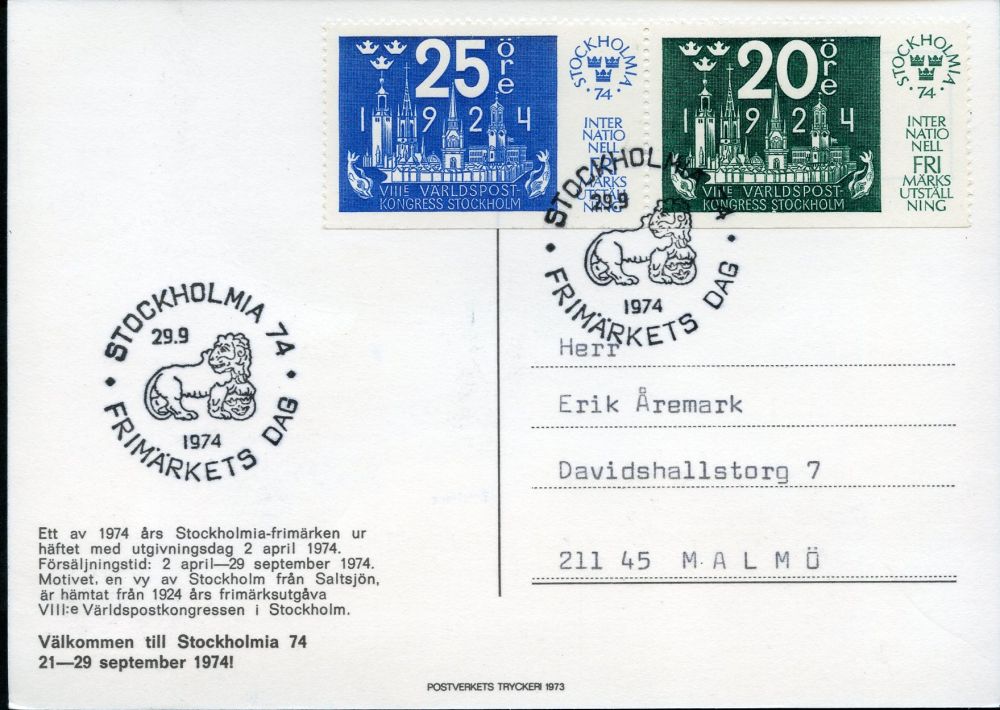 25 öre
1924
VIIIE VÄRLDSPOST-
KONGRESS STOCKHOLM
STOCKHOLMIA
· 74 ·
INTER
NATIO
NELL
FRI
MÄRKS
UTSTÄLL
NING
20 öre
1924
VIIIE VÄRLDSPOST-
KONGRESS STOCKHOLM
STOCKHOLMIA
· 74 ·
INTER
NATIO
NELL
FRI
MÄRKS
UTSTÄLL
NING
STOCKHOLMIA 74
29.9
1974
• FRIMÄRKETS DAG •
STOCKHOLMIA 74
29.9
1974
• FRIMÄRKETS DAG •
Herr
Erik Åremark
Davidshallstorg 7
211 45 MALMÖ
Ett av 1974 års Stockholmia-frimärken ur
häftet med utgivningsdag 2 april 1974.
Försäljningstid: 2 april—29 september 1974.
Motivet, en vy av Stockholm från Saltsjön,
är hämtat från 1924 års frimärksutgåva
VIII:e Världspostkongressen i Stockholm.
Välkommen till Stockholmia 74
21—29 september 1974!
POSTVERKETS TRYCKERI 1973